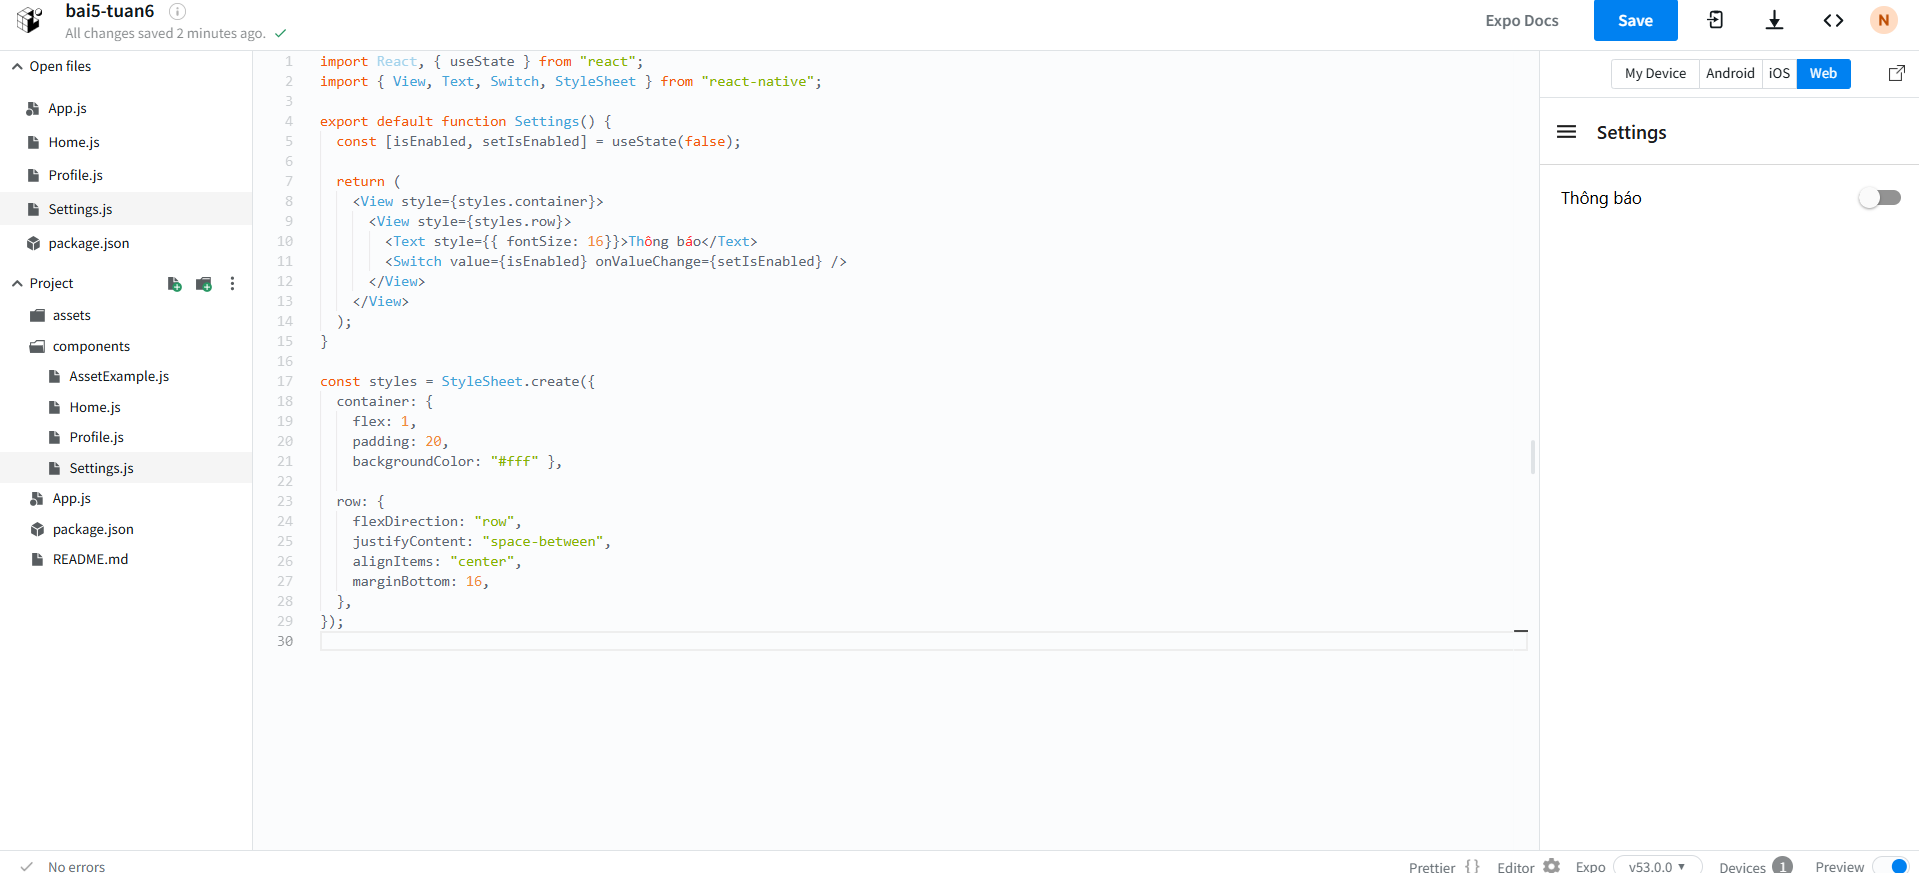 bai5-tuan6
All changes saved 2 minutes ago.
Expo Docs
Save
N
Open files
App.js
Home.js
Profile.js
Settings.js
package.json
Project
assets
components
AssetExample.js
Home.js
Profile.js
Settings.js
App.js
package.json
README.md
1 import React, { useState } from "react";
2 import { View, Text, Switch, StyleSheet } from "react-native";
3
4 export default function Settings() {
5   const [isEnabled, setIsEnabled] = useState(false);
6
7   return (
8     <View style={styles.container}>
9       <View style={styles.row}>
10         <Text style={{ fontSize: 16}}>Thông báo</Text>
11         <Switch value={isEnabled} onValueChange={setIsEnabled} />
12       </View>
13     </View>
14   );
15 }
16
17 const styles = StyleSheet.create({
18   container: {
19     flex: 1,
20     padding: 20,
21     backgroundColor: "#fff" },
22
23   row: {
24     flexDirection: "row",
25     justifyContent: "space-between",
26     alignItems: "center",
27     marginBottom: 16,
28   },
29 });
30
My Device
Android
iOS
Web
Settings
Thông báo
No errors
Prettier { }
Editor
Expo
v53.0.0
Devices 1
Preview